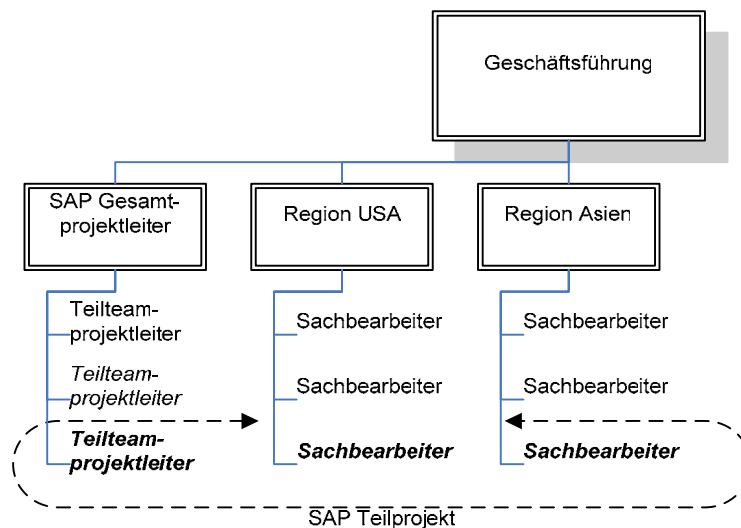 Geschäftsführung
SAP Gesamt-
projektleiter
Region USA
Region Asien
Teilteam-
projektleiter
Teilteam-
projektleiter
Teilteam-
projektleiter
Sachbearbeiter
Sachbearbeiter
Sachbearbeiter
Sachbearbeiter
Sachbearbeiter
Sachbearbeiter
SAP Teilprojekt